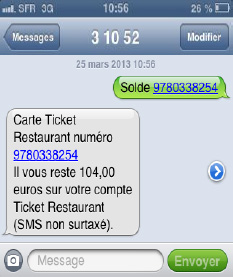 SFR 3G 10:56 26 %
Messages 3 10 52 Modifier
25 mars 2013 10:56
Solde 9780338254
Carte Ticket
Restaurant numéro
9780338254
Il vous reste 104,00
euros sur votre compte
Ticket Restaurant
(SMS non surtaxé).
Message Envoyer